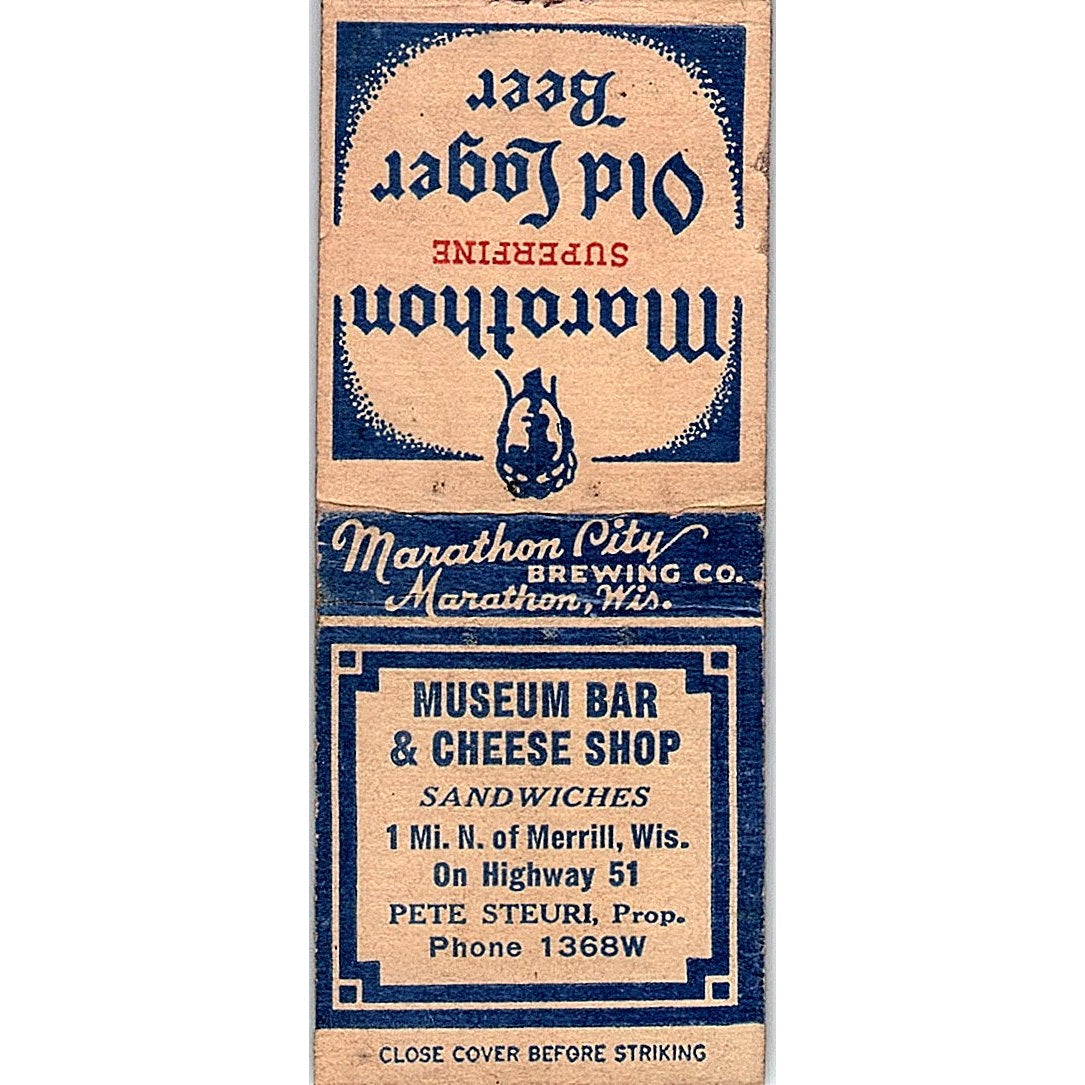 Marathon
SUPERFINE
Old Lager
Beer
Marathon City
BREWING CO.
Marathon, Wis.
MUSEUM BAR
& CHEESE SHOP
SANDWICHES
1 Mi. N. of Merrill, Wis.
On Highway 51
PETE STEURI, Prop.
Phone 1368W
CLOSE COVER BEFORE STRIKING